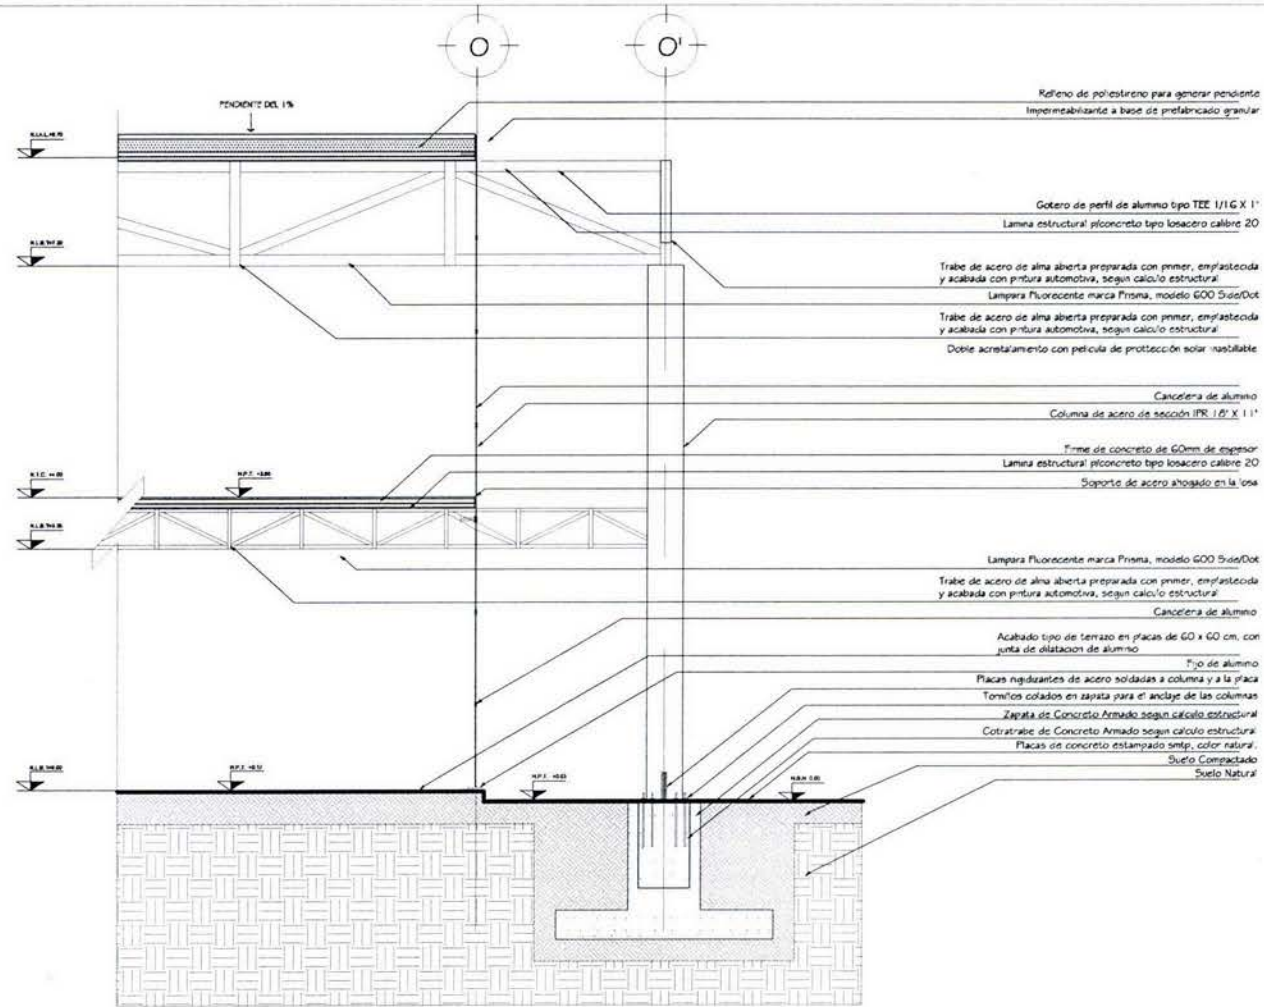 O
O'
PENDIENTE DEL 1%
Relleno de poliestireno para generar pendiente
Impermeabilizante a base de prefabricado granular
Gotero de perfil de aluminio tipo TEE 1/16 X 1"
Lamina estructural p/concreto tipo losacero calibre 20
Trabe de acero de alma abierta preparada con primer, emplastecida
y acabada con pintura automotiva, segun calculo estructural
Lampara Fluorecente marca Prisma, modelo 600 Side/Dot
Trabe de acero de alma abierta preparada con primer, emplastecida
y acabada con pintura automotiva, segun calculo estructural
Doble acristalamiento con pelicula de prottección solar inastillable
Canceleria de aluminio
Columna de acero de sección IPR 18" X 11"
Firme de concreto de 60mm de espesor
Lamina estructural p/concreto tipo losacero calibre 20
Soporte de acero ahogado en la losa
Lampara Fluorecente marca Prisma, modelo 600 Side/Dot
Trabe de acero de alma abierta preparada con primer, emplastecida
y acabada con pintura automotiva, segun calculo estructural
Canceleria de aluminio
Acabado tipo de terrazo en placas de 60 x 60 cm, con
junta de dilatacion de aluminio
Fijo de aluminio
Placas rigidizantes de acero soldadas a columna y a la placa
Tornillos colados en zapata para el anclaje de las columnas
Zapata de Concreto Armado segun calculo estructural
Cotratrabe de Concreto Armado segun calculo estructural
Placas de concreto estampado smtp, color natural.
Suelo Compactado
Suelo Natural
N.P.T.
N.P.T.
N.P.T.